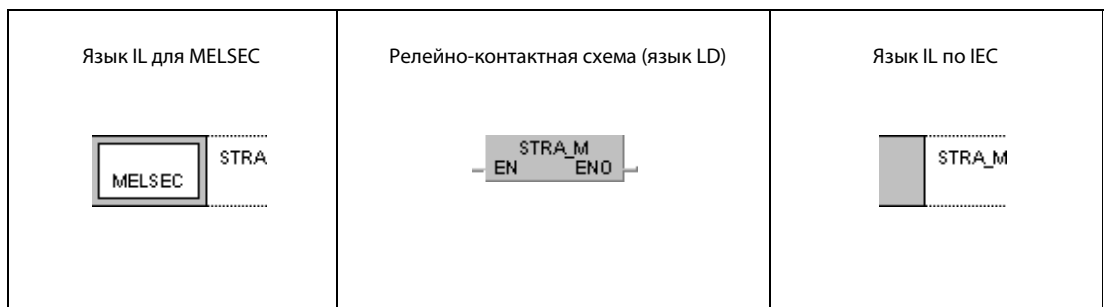 Язык IL для MELSEC
Релейно-контактная схема (язык LD)
Язык IL по IEC
MELSEC
STRA
STRA_M
EN ENO
STRA_M